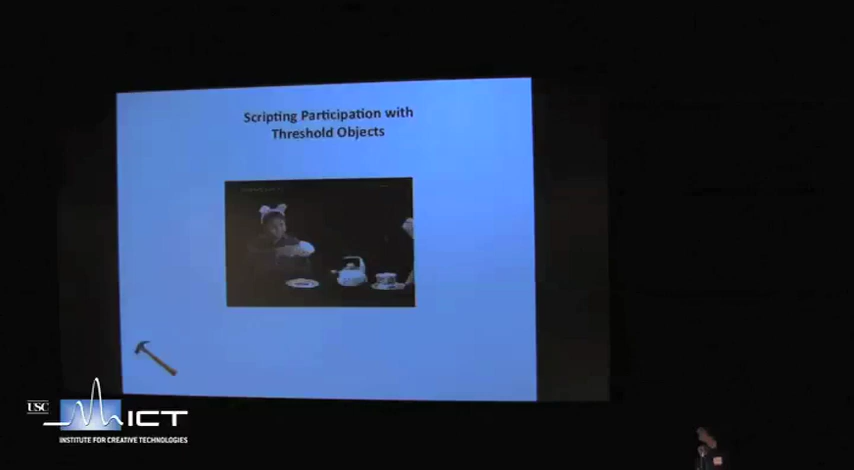 Scripting Participation with
Threshold Objects
USC
ICT
INSTITUTE FOR CREATIVE TECHNOLOGIES